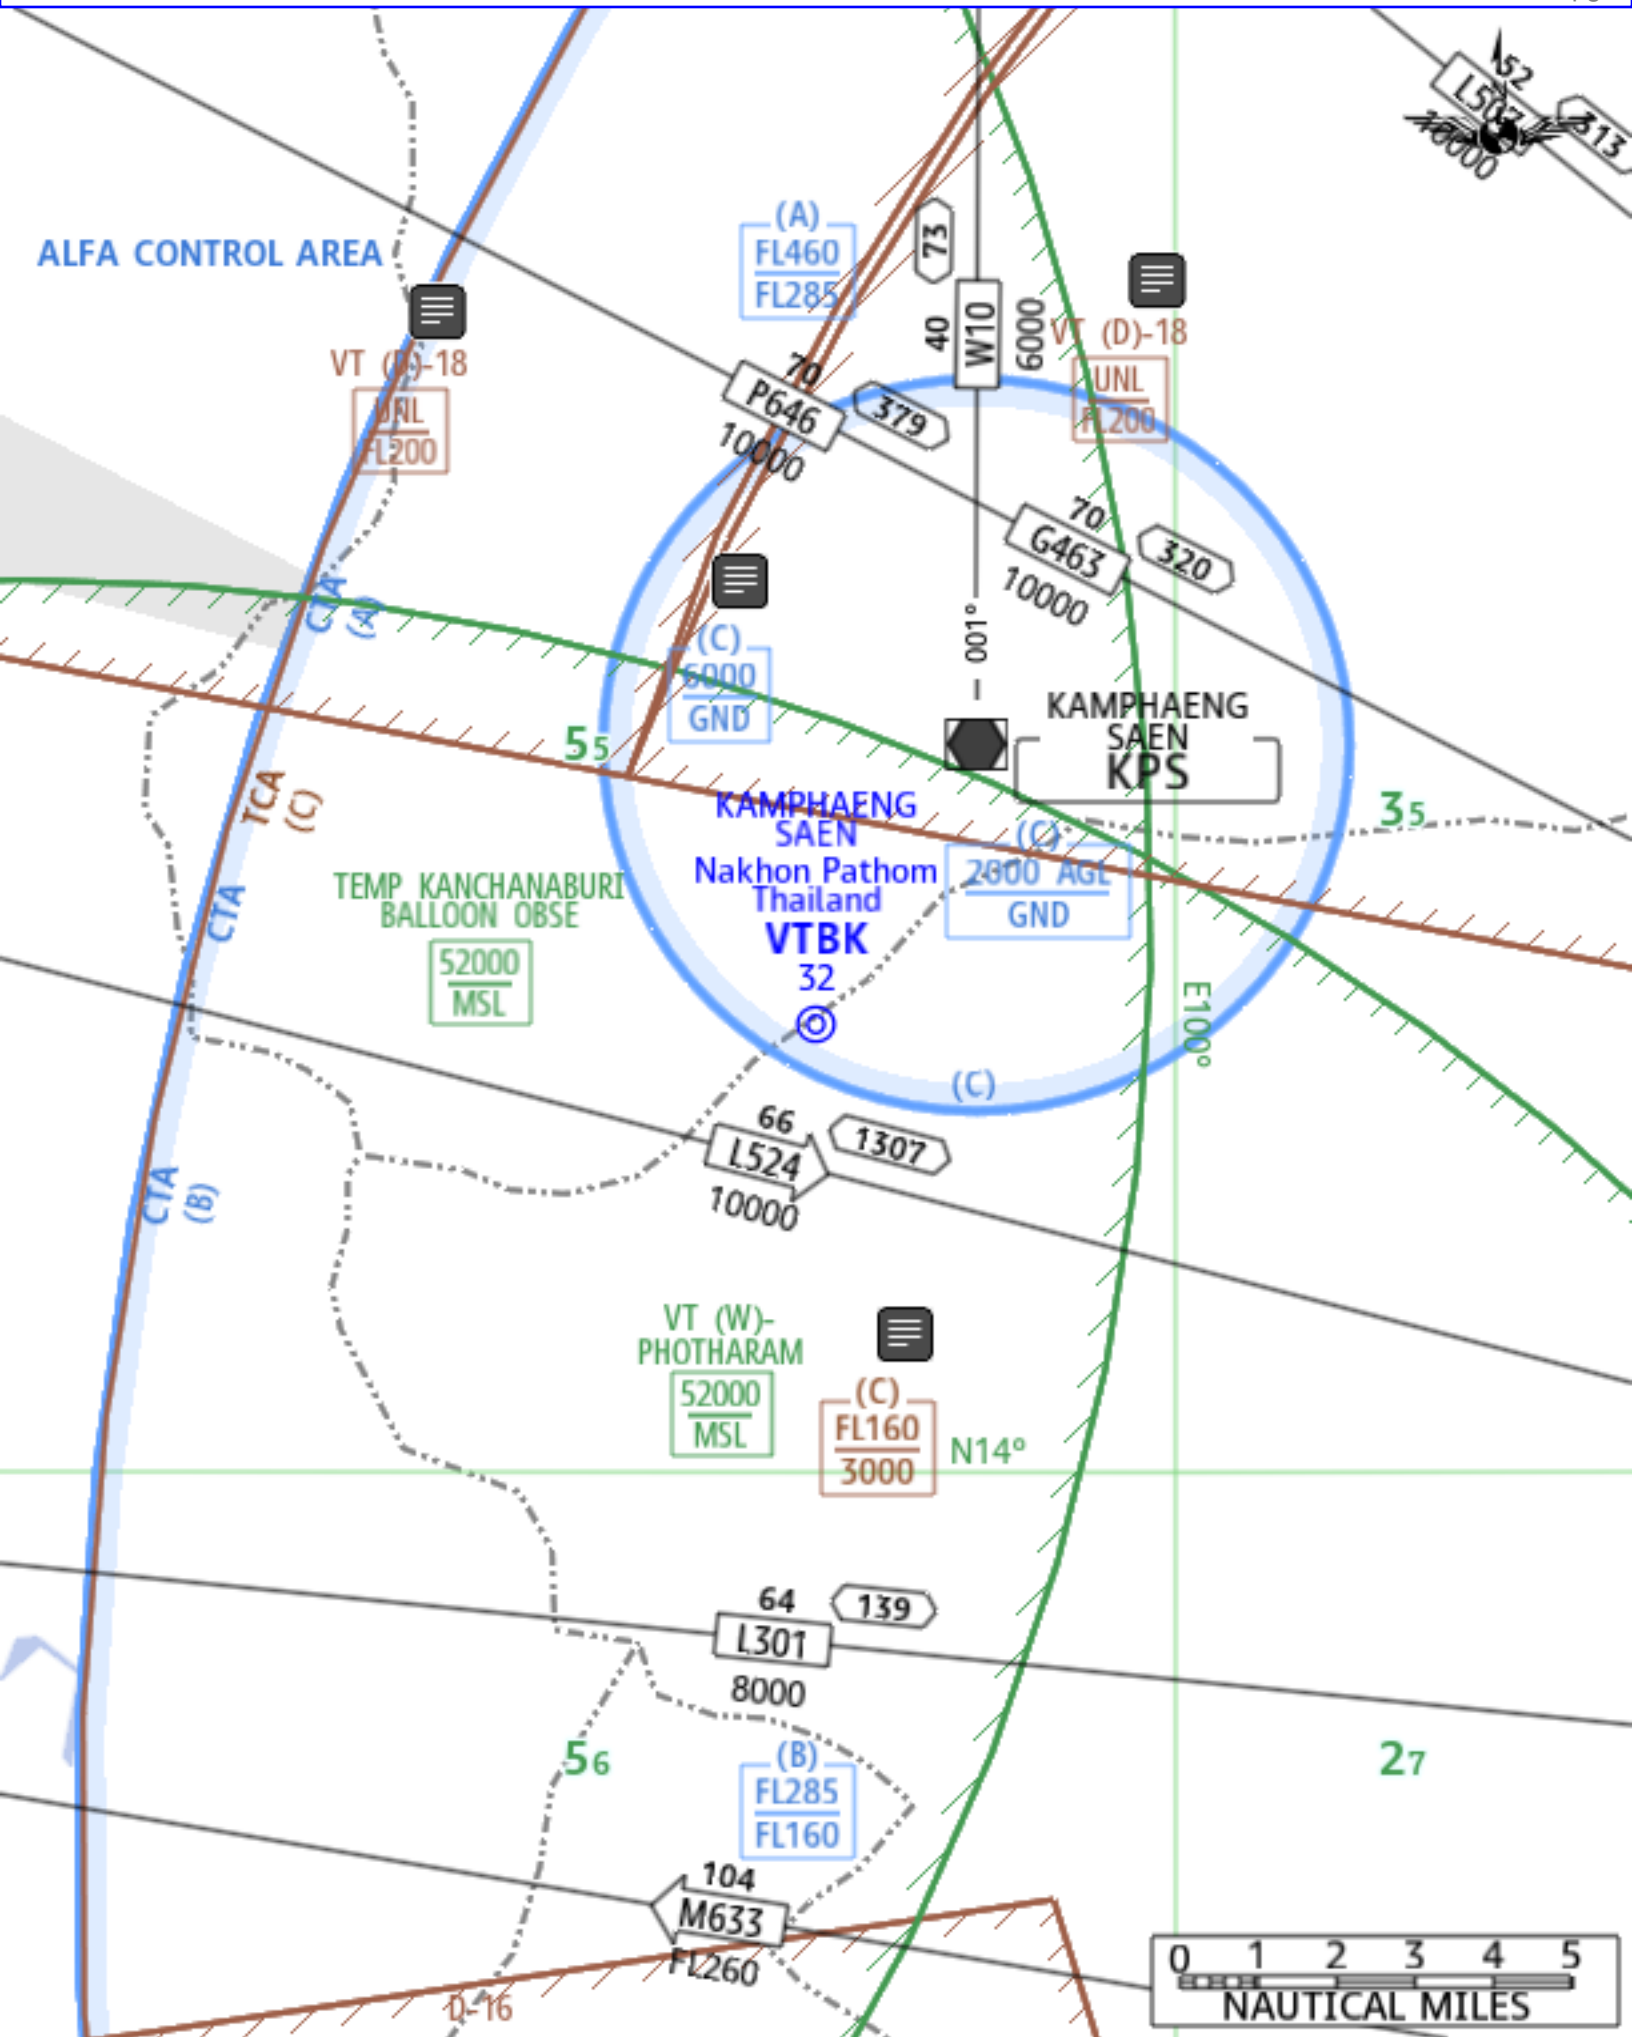 52
L507
10000
313
ALFA CONTROL AREA
(A)
FL460
FL285
73
40
W10
6000
VT (D)-18
UNL
FL200
VT (D)-18
UNL
FL200
70
P646
10000
379
70
G463
10000
320
001°
CTA
(A)
(C)
6000
GND
KAMPHAENG
SAEN
KPS
55
35
TCA
(C)
KAMPHAENG
SAEN
Nakhon Pathom
Thailand
VTBK
32
(C)
2000 AGL
GND
TEMP KANCHANABURI
BALLOON OBSE
52000
MSL
CTA
E100°
(C)
66
L524
10000
1307
CTA
(B)
VT (W)-
PHOTHARAM
52000
MSL
(C)
FL160
3000
N14°
64
L301
8000
139
56
27
(B)
FL285
FL160
104
M633
FL260
D-16
0 1 2 3 4 5
NAUTICAL MILES